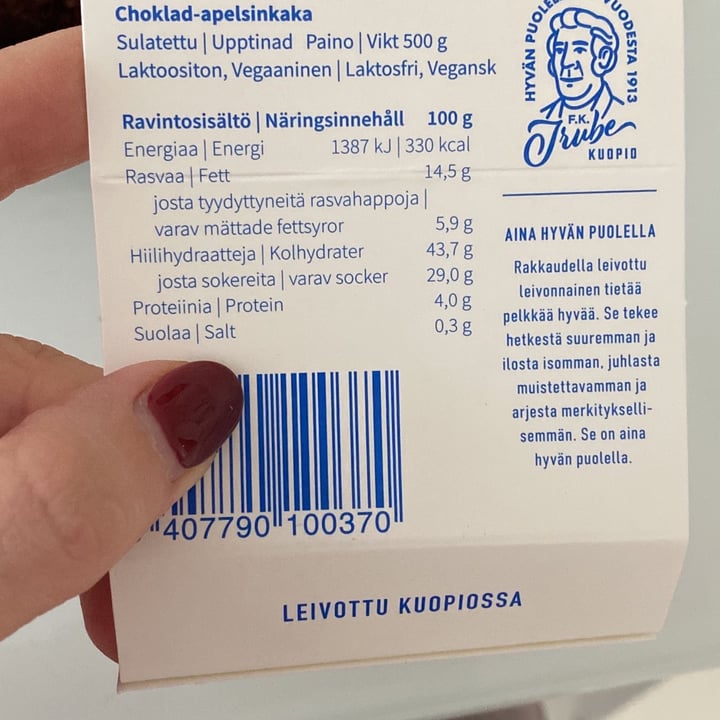 Choklad-apelsinkaka
Sulatettu | Upptinad Paino | Vikt 500 g
Laktoositon, Vegaaninen | Laktosfri, Vegansk
Ravintosisältö | Näringsinnehåll 100 g
Energiaa | Energi 1387 kJ | 330 kcal
Rasvaa | Fett 14,5 g
josta tyydyttyneitä rasvahappoja |
varav mättade fettsyror 5,9 g
Hiilihydraatteja | Kolhydrater 43,7 g
josta sokereita | varav socker 29,0 g
Proteiinia | Protein 4,0 g
Suolaa | Salt 0,3 g
407790 100370
LEIVOTTU KUOPIOSSA
HYVÄN VUODESTA 1913
F.K.
Trube
KUOPIO
AINA HYVÄN PUOLELLA
Rakkaudella leivottu
leivonnainen tietää
pelkkää hyvää. Se tekee
hetkestä suuremman ja
ilosta isomman, juhlasta
muistettavamman ja
arjesta merkitykselli-
semmän. Se on aina
hyvän puolella.